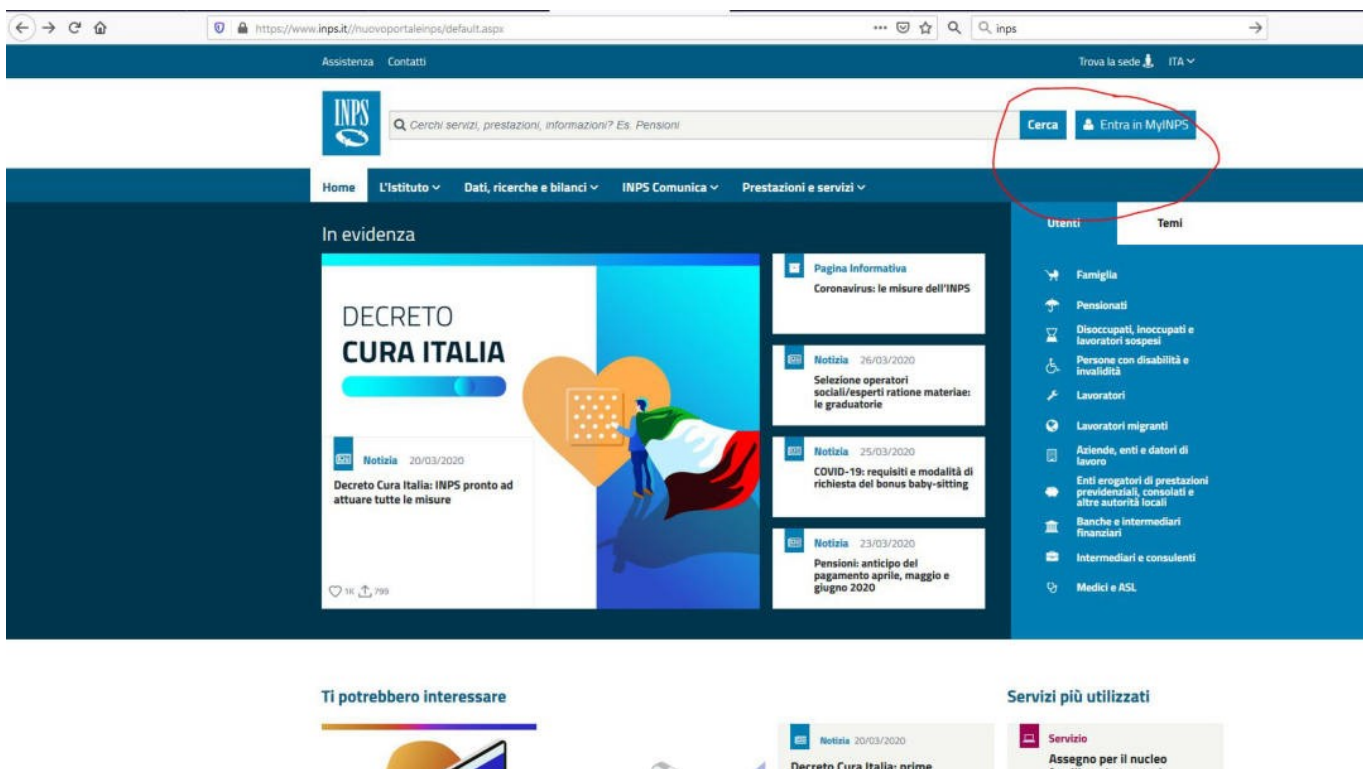 https://www.inps.it//nuovoportaleinps/default.aspx
inps
Assistenza Contatti
Trova la sede ITA
INPS
Cerchi servizi, prestazioni, informazioni? Es. Pensioni
Cerca
Entra in MyINPS
Home L'Istituto Dati, ricerche e bilanci INPS Comunica Prestazioni e servizi
In evidenza
DECRETO
CURA ITALIA
Notizia 20/03/2020
Decreto Cura Italia: INPS pronto ad
attuare tutte le misure
1K 799
Pagina Informativa
Coronavirus: le misure dell'INPS
Notizia 26/03/2020
Selezione operatori
sociali/esperti ratione materiae:
le graduatorie
Notizia 25/03/2020
COVID-19: requisiti e modalità di
richiesta del bonus baby-sitting
Notizia 23/03/2020
Pensioni: anticipo del
pagamento aprile, maggio e
giugno 2020
Utenti Temi
Famiglia
Pensionati
Disoccupati, inoccupati e
lavoratori sospesi
Persone con disabilità e
invalidità
Lavoratori
Lavoratori migranti
Aziende, enti e datori di
lavoro
Enti erogatori di prestazioni
previdenziali, consolati e
altre autorità locali
Banche e intermediari
finanziari
Intermediari e consulenti
Medici e ASL
Ti potrebbero interessare
Notizia 20/03/2020
Decreto Cura Italia: prime
Servizi più utilizzati
Servizio
Assegno per il nucleo